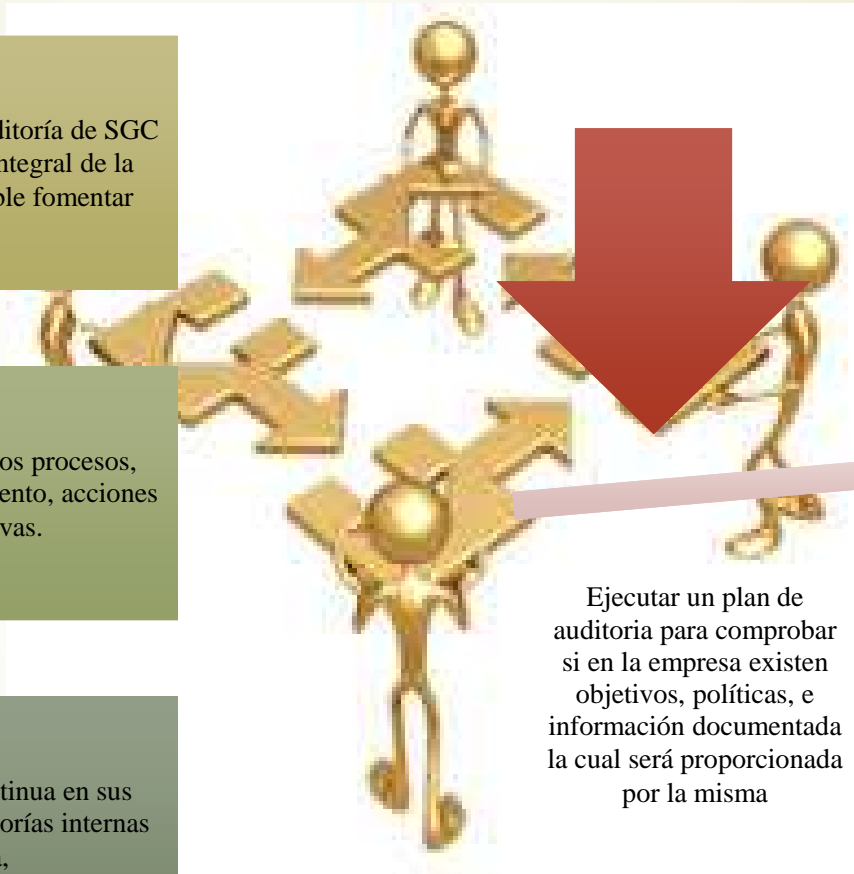 ditoría de SGC
ntegral de la
ble fomentar
os procesos,
ento, acciones
vas.
tinua en sus
orías internas
Ejecutar un plan de
auditoria para comprobar
si en la empresa existen
objetivos, políticas, e
información documentada
la cual será proporcionada
por la misma